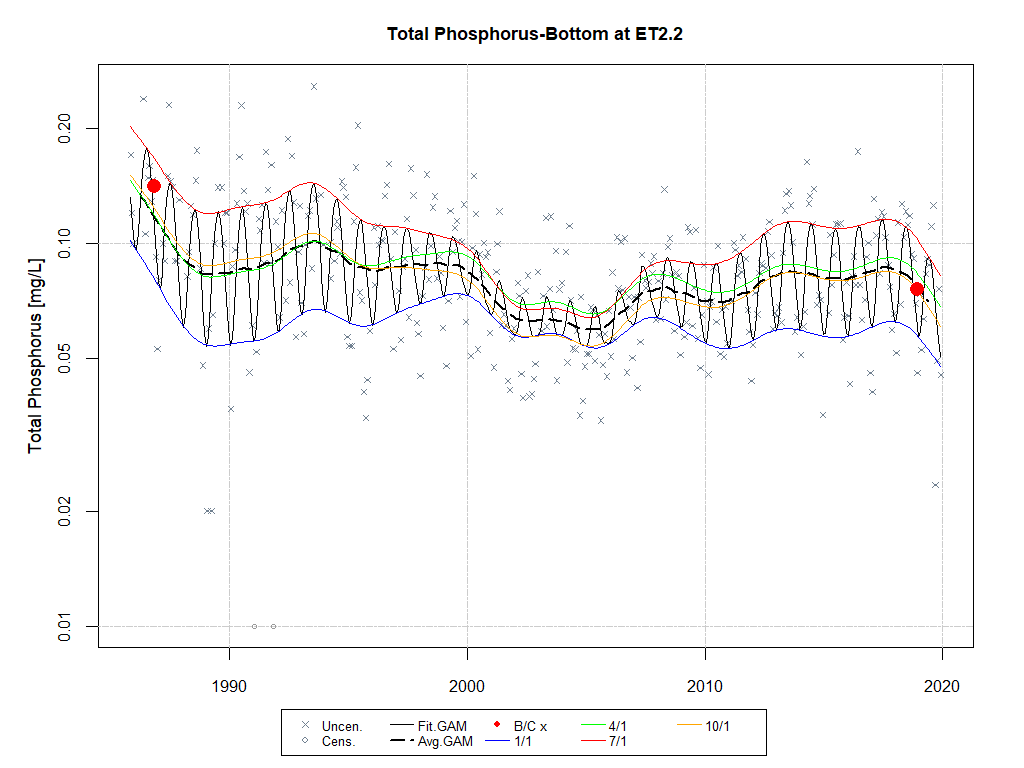 Total Phosphorus-Bottom at ET2.2
Total Phosphorus [mg/L]
0.20
0.10
0.05
0.02
0.01
1990 2000 2010 2020
Uncen. Fit.GAM B/C x 4/1 10/1
Cens. Avg.GAM 1/1 7/1